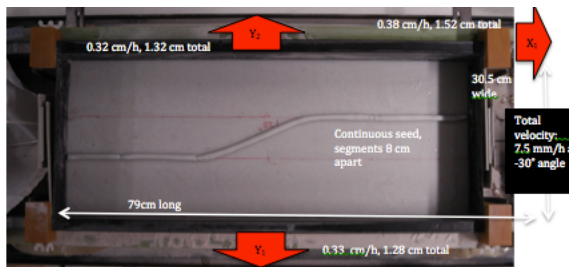 0.38 cm/h, 1.52 cm total
Y₂
X₁
0.32 cm/h, 1.32 cm total
30.5 cm
wide
Total
velocity:
7.5 mm/h a
-30° angle
Continuous seed,
segments 8 cm
apart
79cm long
Y₁
0.33 cm/h, 1.28 cm total